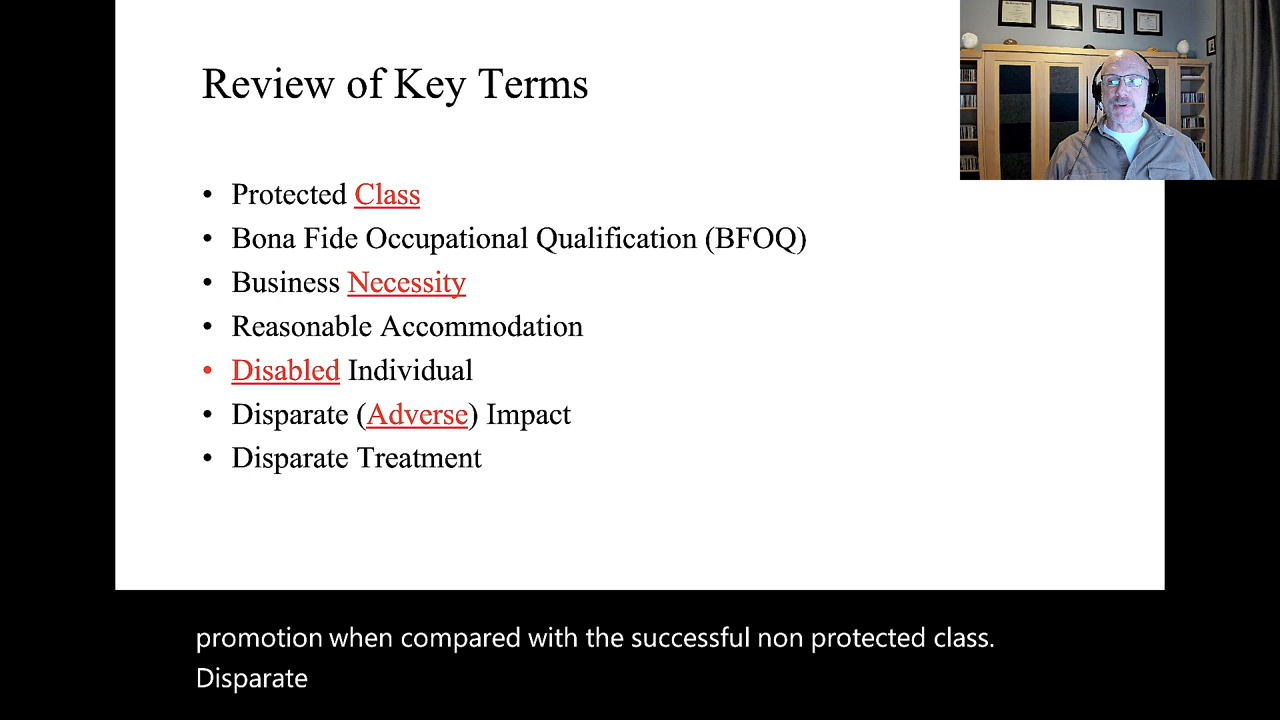 Review of Key Terms
• Protected Class
• Bona Fide Occupational Qualification (BFOQ)
• Business Necessity
• Reasonable Accommodation
• Disabled Individual
• Disparate (Adverse) Impact
• Disparate Treatment
promotion when compared with the successful non protected class.
Disparate